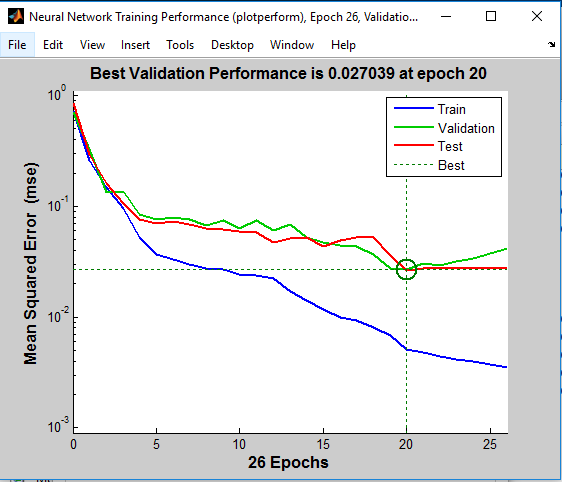 Neural Network Training Performance (plotperform), Epoch 26, Validatio...
File Edit View Insert Tools Desktop Window Help
Best Validation Performance is 0.027039 at epoch 20
Mean Squared Error (mse)
10^0
10^-1
10^-2
10^-3
Train
Validation
Test
Best
0 5 10 15 20 25
26 Epochs